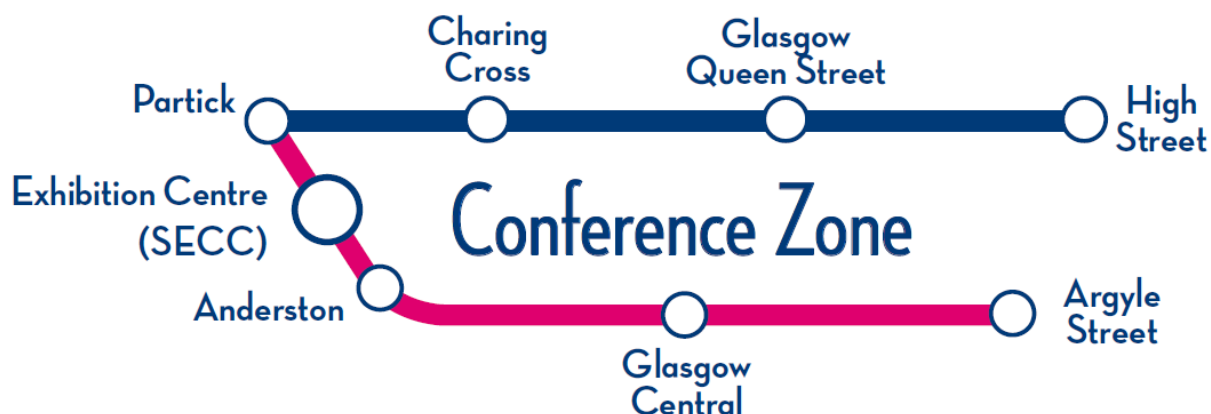 Charing
Cross
Glasgow
Queen Street
Partick
High
Street
Exhibition Centre
(SECC)
Conference Zone
Anderston
Argyle
Street
Glasgow
Central